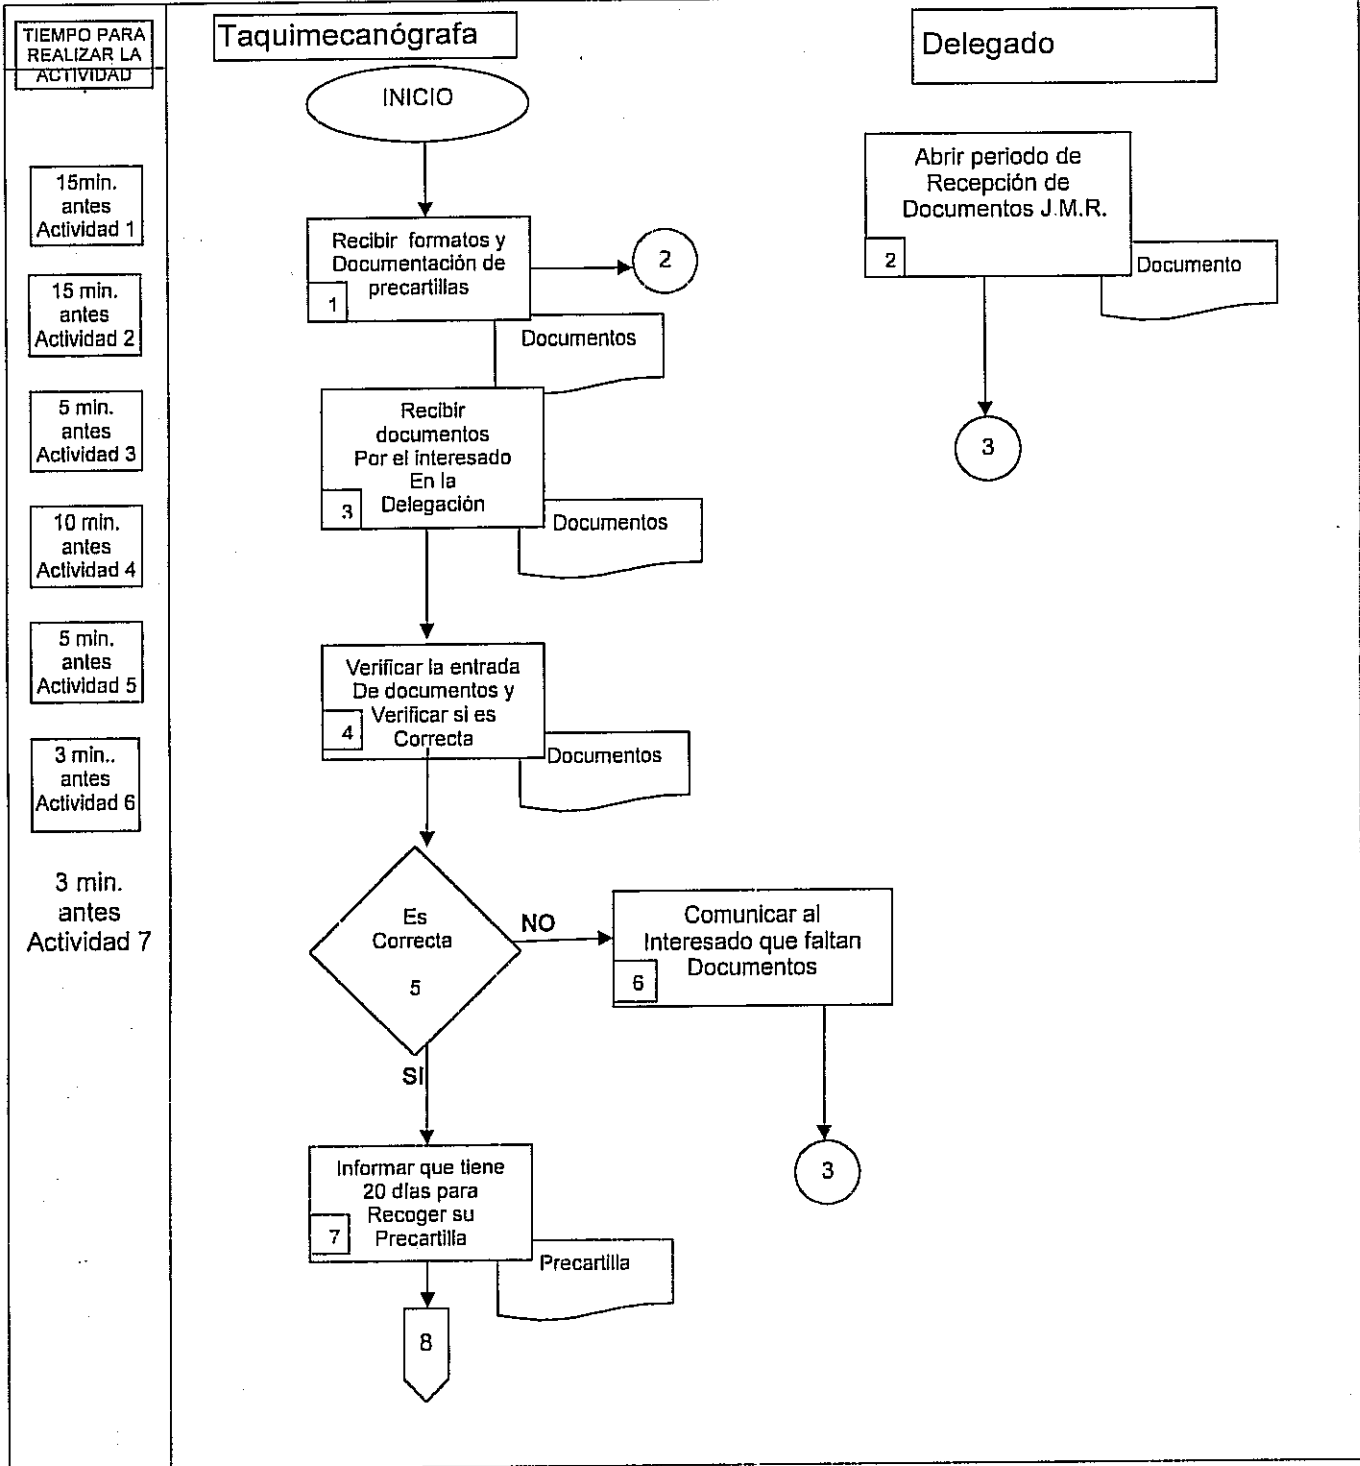 TIEMPO PARA
REALIZAR LA
ACTIVIDAD
15min.
antes
Actividad 1
15 min.
antes
Actividad 2
5 min.
antes
Actividad 3
10 min.
antes
Actividad 4
5 min.
antes
Actividad 5
3 min..
antes
Actividad 6
3 min.
antes
Actividad 7
Taquimecanógrafa
INICIO
Recibir formatos y
Documentación de
precartillas
1
2
Documentos
Recibir
documentos
Por el interesado
En la
Delegación
3
Documentos
Verificar la entrada
De documentos y
Verificar si es
Correcta
4
Documentos
Es
Correcta
5
NO
SI
Comunicar al
Interesado que faltan
Documentos
6
3
Informar que tiene
20 días para
Recoger su
Precartilla
7
Precartilla
8
Delegado
Abrir periodo de
Recepción de
Documentos J.M.R.
2
Documento
3